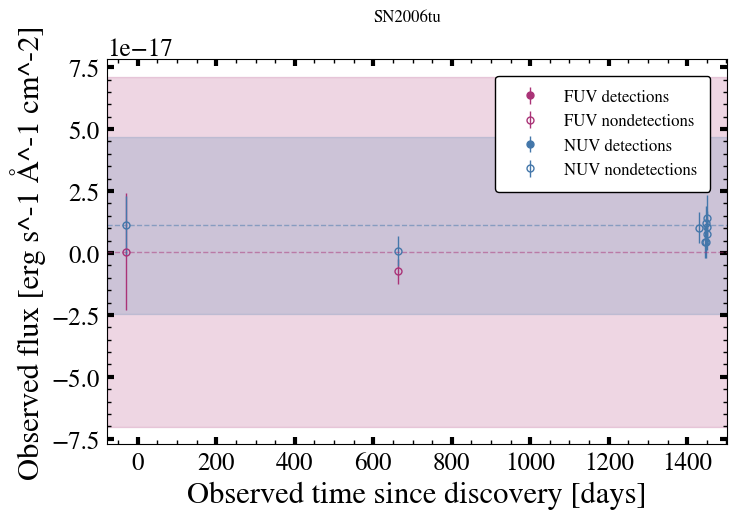 SN2006tu
1e−17
7.5
5.0
2.5
0.0
−2.5
−5.0
−7.5
Observed flux [erg s^-1 Å^-1 cm^-2]
FUV detections
FUV nondetections
NUV detections
NUV nondetections
0 200 400 600 800 1000 1200 1400
Observed time since discovery [days]